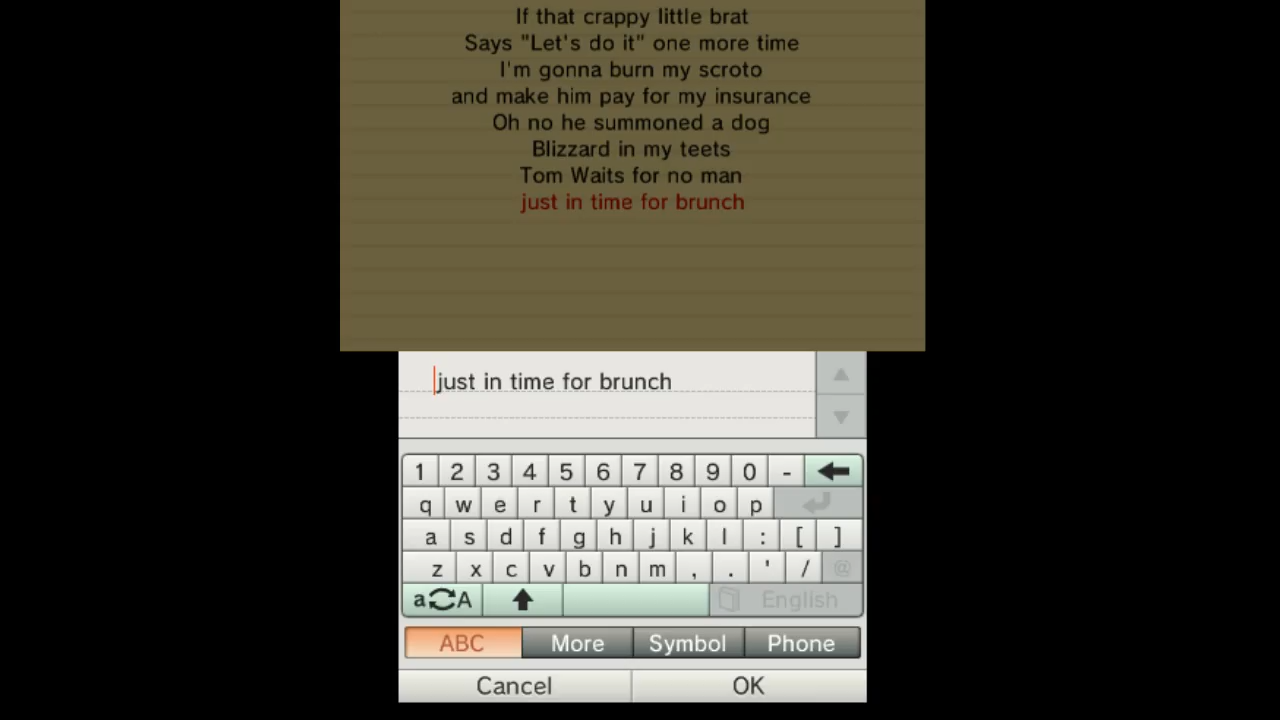 If that crappy little brat
Says "Let's do it" one more time
I'm gonna burn my scroto
and make him pay for my insurance
Oh no he summoned a dog
Blizzard in my teets
Tom Waits for no man
just in time for brunch
just in time for brunch
1 2 3 4 5 6 7 8 9 0 -
q w e r t y u i o p
a s d f g h j k l : [ ]
z x c v b n m , . ' / @
a A English
ABC More Symbol Phone
Cancel OK